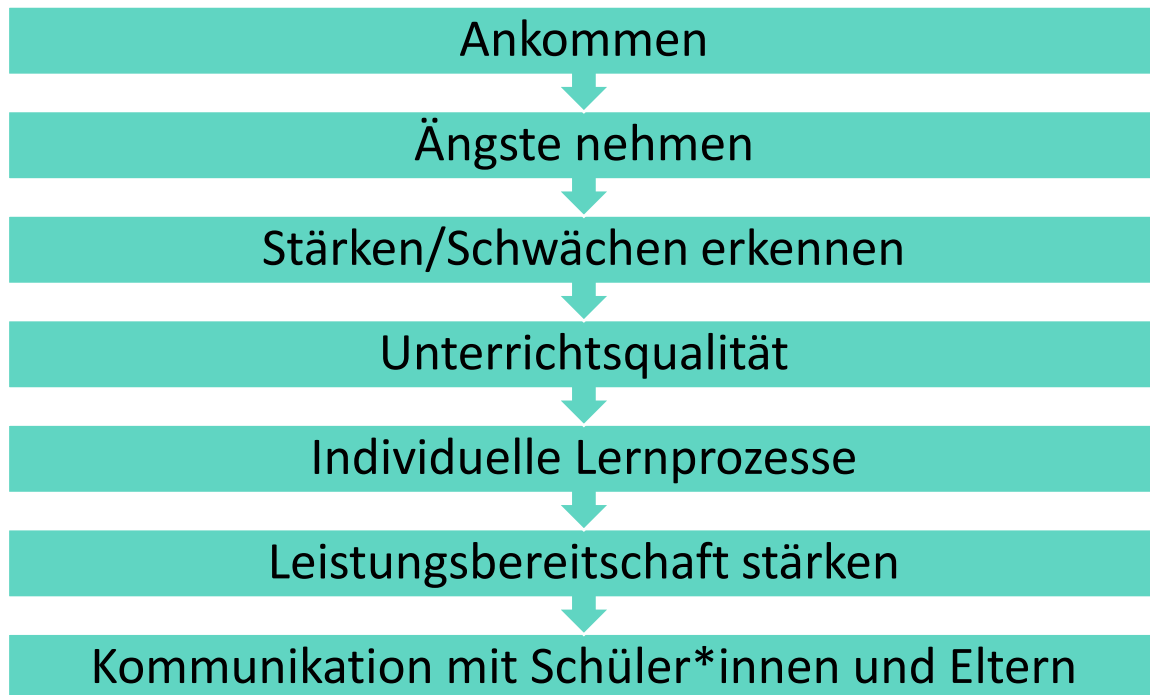 Ankommen
Ängste nehmen
Stärken/Schwächen erkennen
Unterrichtsqualität
Individuelle Lernprozesse
Leistungsbereitschaft stärken
Kommunikation mit Schüler*innen und Eltern